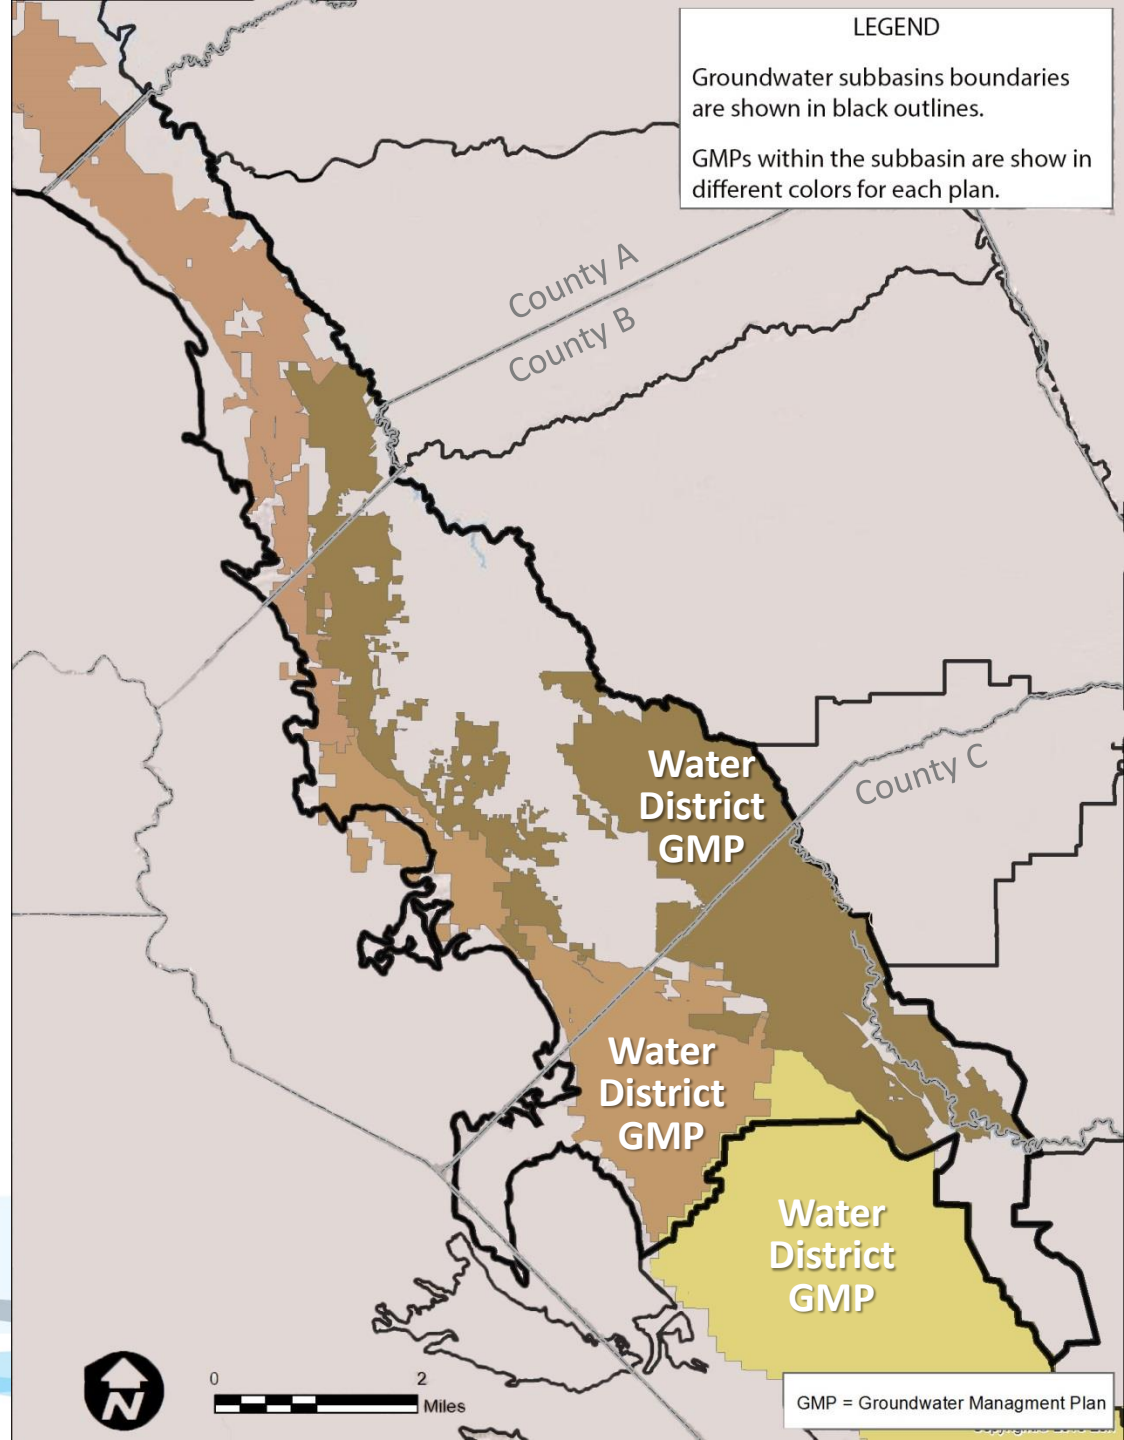 LEGEND
Groundwater subbasins boundaries
are shown in black outlines.
GMPs within the subbasin are show in
different colors for each plan.
County A
County B
Water
District
GMP
County C
Water
District
GMP
Water
District
GMP
N
0 2
Miles
GMP = Groundwater Managment Plan